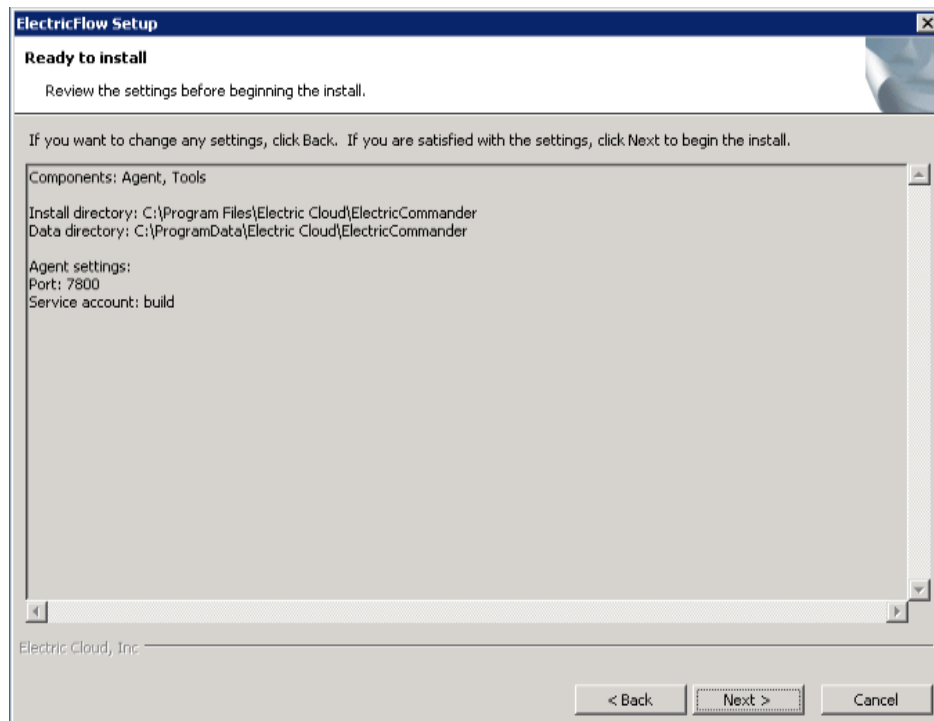 ElectricFlow Setup
Ready to install
Review the settings before beginning the install.
If you want to change any settings, click Back. If you are satisfied with the settings, click Next to begin the install.
Components: Agent, Tools
Install directory: C:\Program Files\Electric Cloud\ElectricCommander
Data directory: C:\ProgramData\Electric Cloud\ElectricCommander
Agent settings:
Port: 7800
Service account: build
Electric Cloud, Inc
< Back
Next >
Cancel